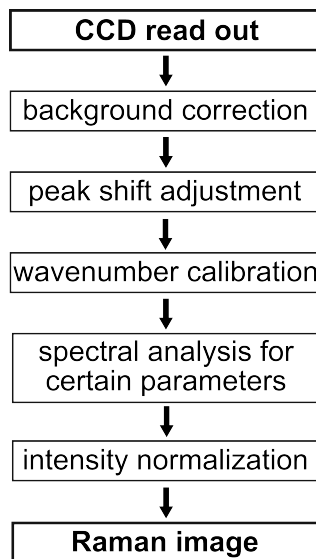 CCD read out
background correction
peak shift adjustment
wavenumber calibration
spectral analysis for
certain parameters
intensity normalization
Raman image